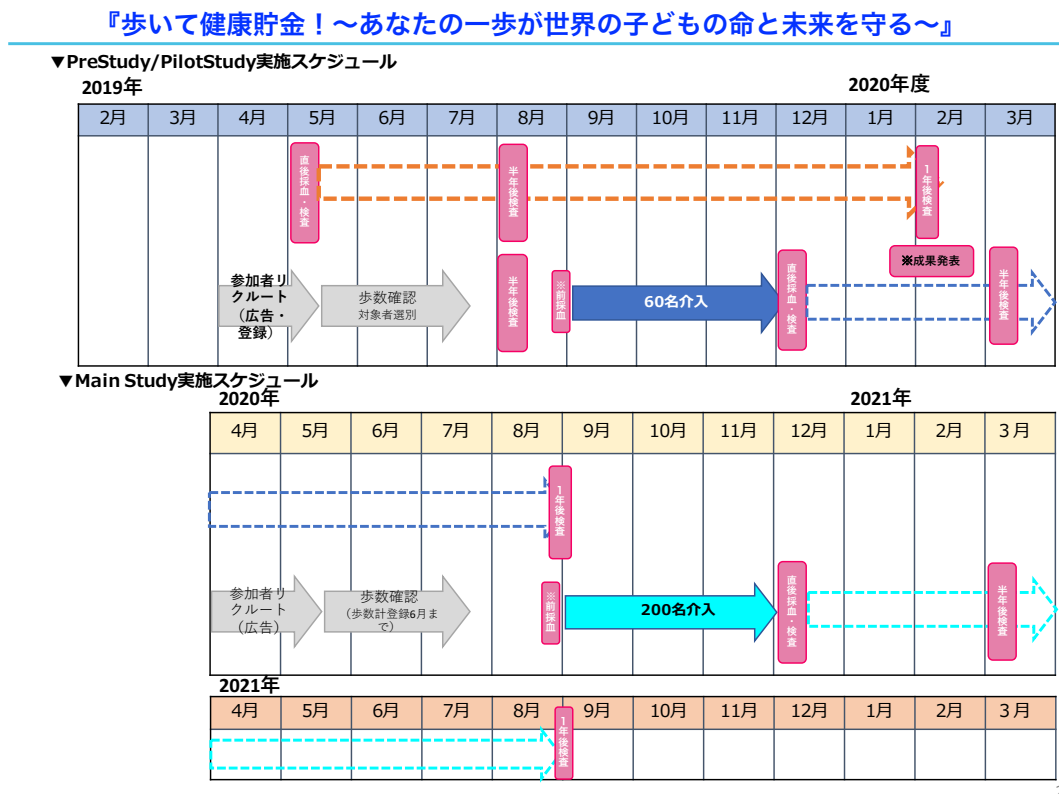 『歩いて健康貯金！～あなたの一歩が世界の子どもの命と未来を守る～』
▼PreStudy/PilotStudy実施スケジュール
2019年
2020年度
2月 3月 4月 5月 6月 7月 8月 9月 10月 11月 12月 1月 2月 3月
直後採血・検査
半年後検査
1年後検査
※成果発表
参加者リ
クルート
（広告・
登録）
歩数確認
対象者選別
半年後検査
※前採血
60名介入
直後採血・検査
半年後検査
▼Main Study実施スケジュール
2020年
2021年
4月 5月 6月 7月 8月 9月 10月 11月 12月 1月 2月 3月
1年後検査
参加者リ
クルート
（広告）
歩数確認
（歩数計登録6月ま
で）
※前採血
200名介入
直後採血・検査
半年後検査
2021年
4月 5月 6月 7月 8月 9月 10月 11月 12月 1月 2月 3月
1年後検査